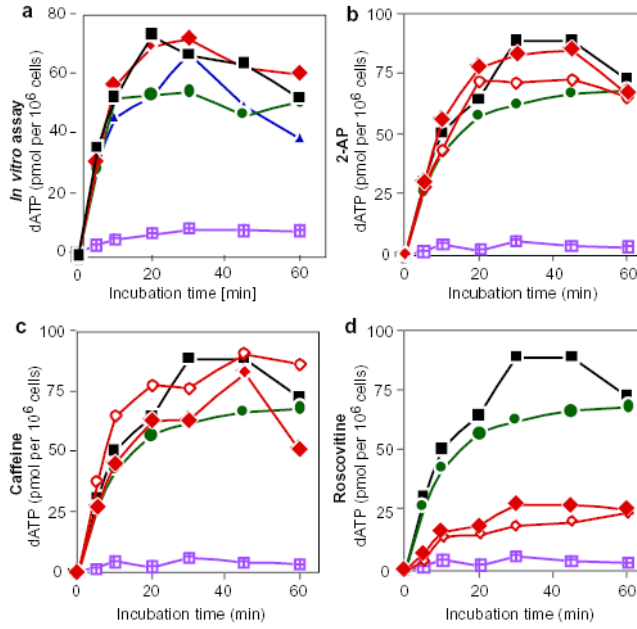 a
80
60
40
20
0
In vitro assay
dATP (pmol per 10⁶ cells)
0 20 40 60
Incubation time [min]
b
100
75
50
25
0
2-AP
dATP (pmol per 10⁶ cells)
0 20 40 60
Incubation time (min)
c
100
75
50
25
0
Caffeine
dATP (pmol per 10⁶ cells)
0 20 40 60
Incubation time (min)
d
100
75
50
25
0
Roscovitine
dATP (pmol per 10⁶ cells)
0 20 40 60
Incubation time (min)